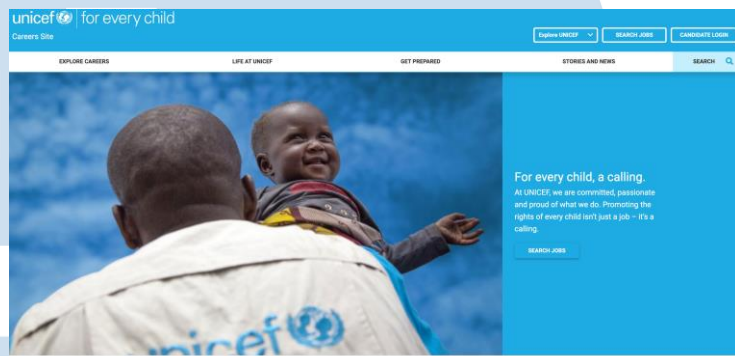 unicef for every child
Careers Site
Explore UNICEF
SEARCH JOBS
CANDIDATE LOGIN
EXPLORE CAREERS
LIFE AT UNICEF
GET PREPARED
STORIES AND NEWS
SEARCH
For every child, a calling.
At UNICEF, we are committed, passionate
and proud of what we do. Promoting the
rights of every child isn't just a job – it's a
calling.
SEARCH JOBS
unicef